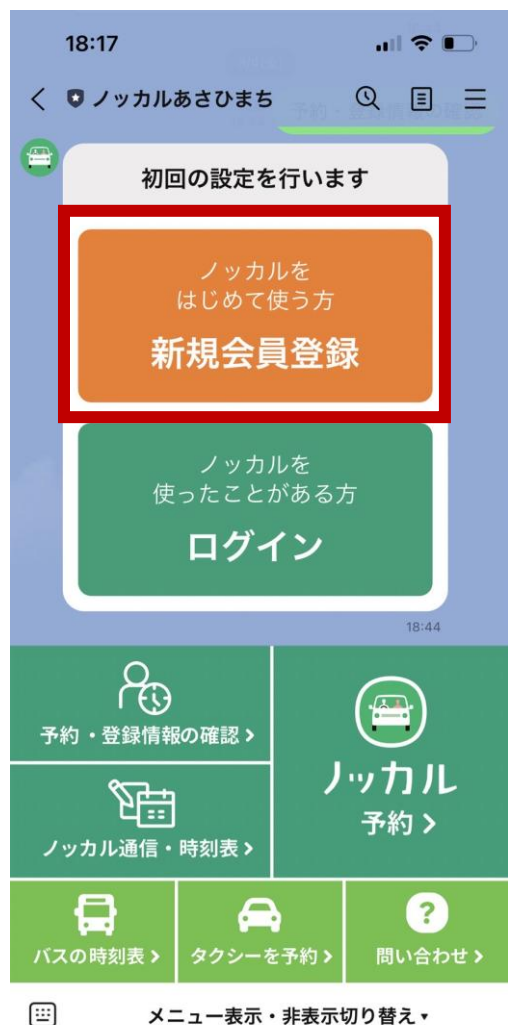 18:17
ノッカルあさひまち
初回の設定を行います
ノッカルを
はじめて使う方
新規会員登録
ノッカルを
使ったことがある方
ログイン
18:44
予約・登録情報の確認 >
ノッカル
予約 >
ノッカル通信・時刻表 >
バスの時刻表 >
タクシーを予約 >
?
問い合わせ >
メニュー表示・非表示切り替え▾